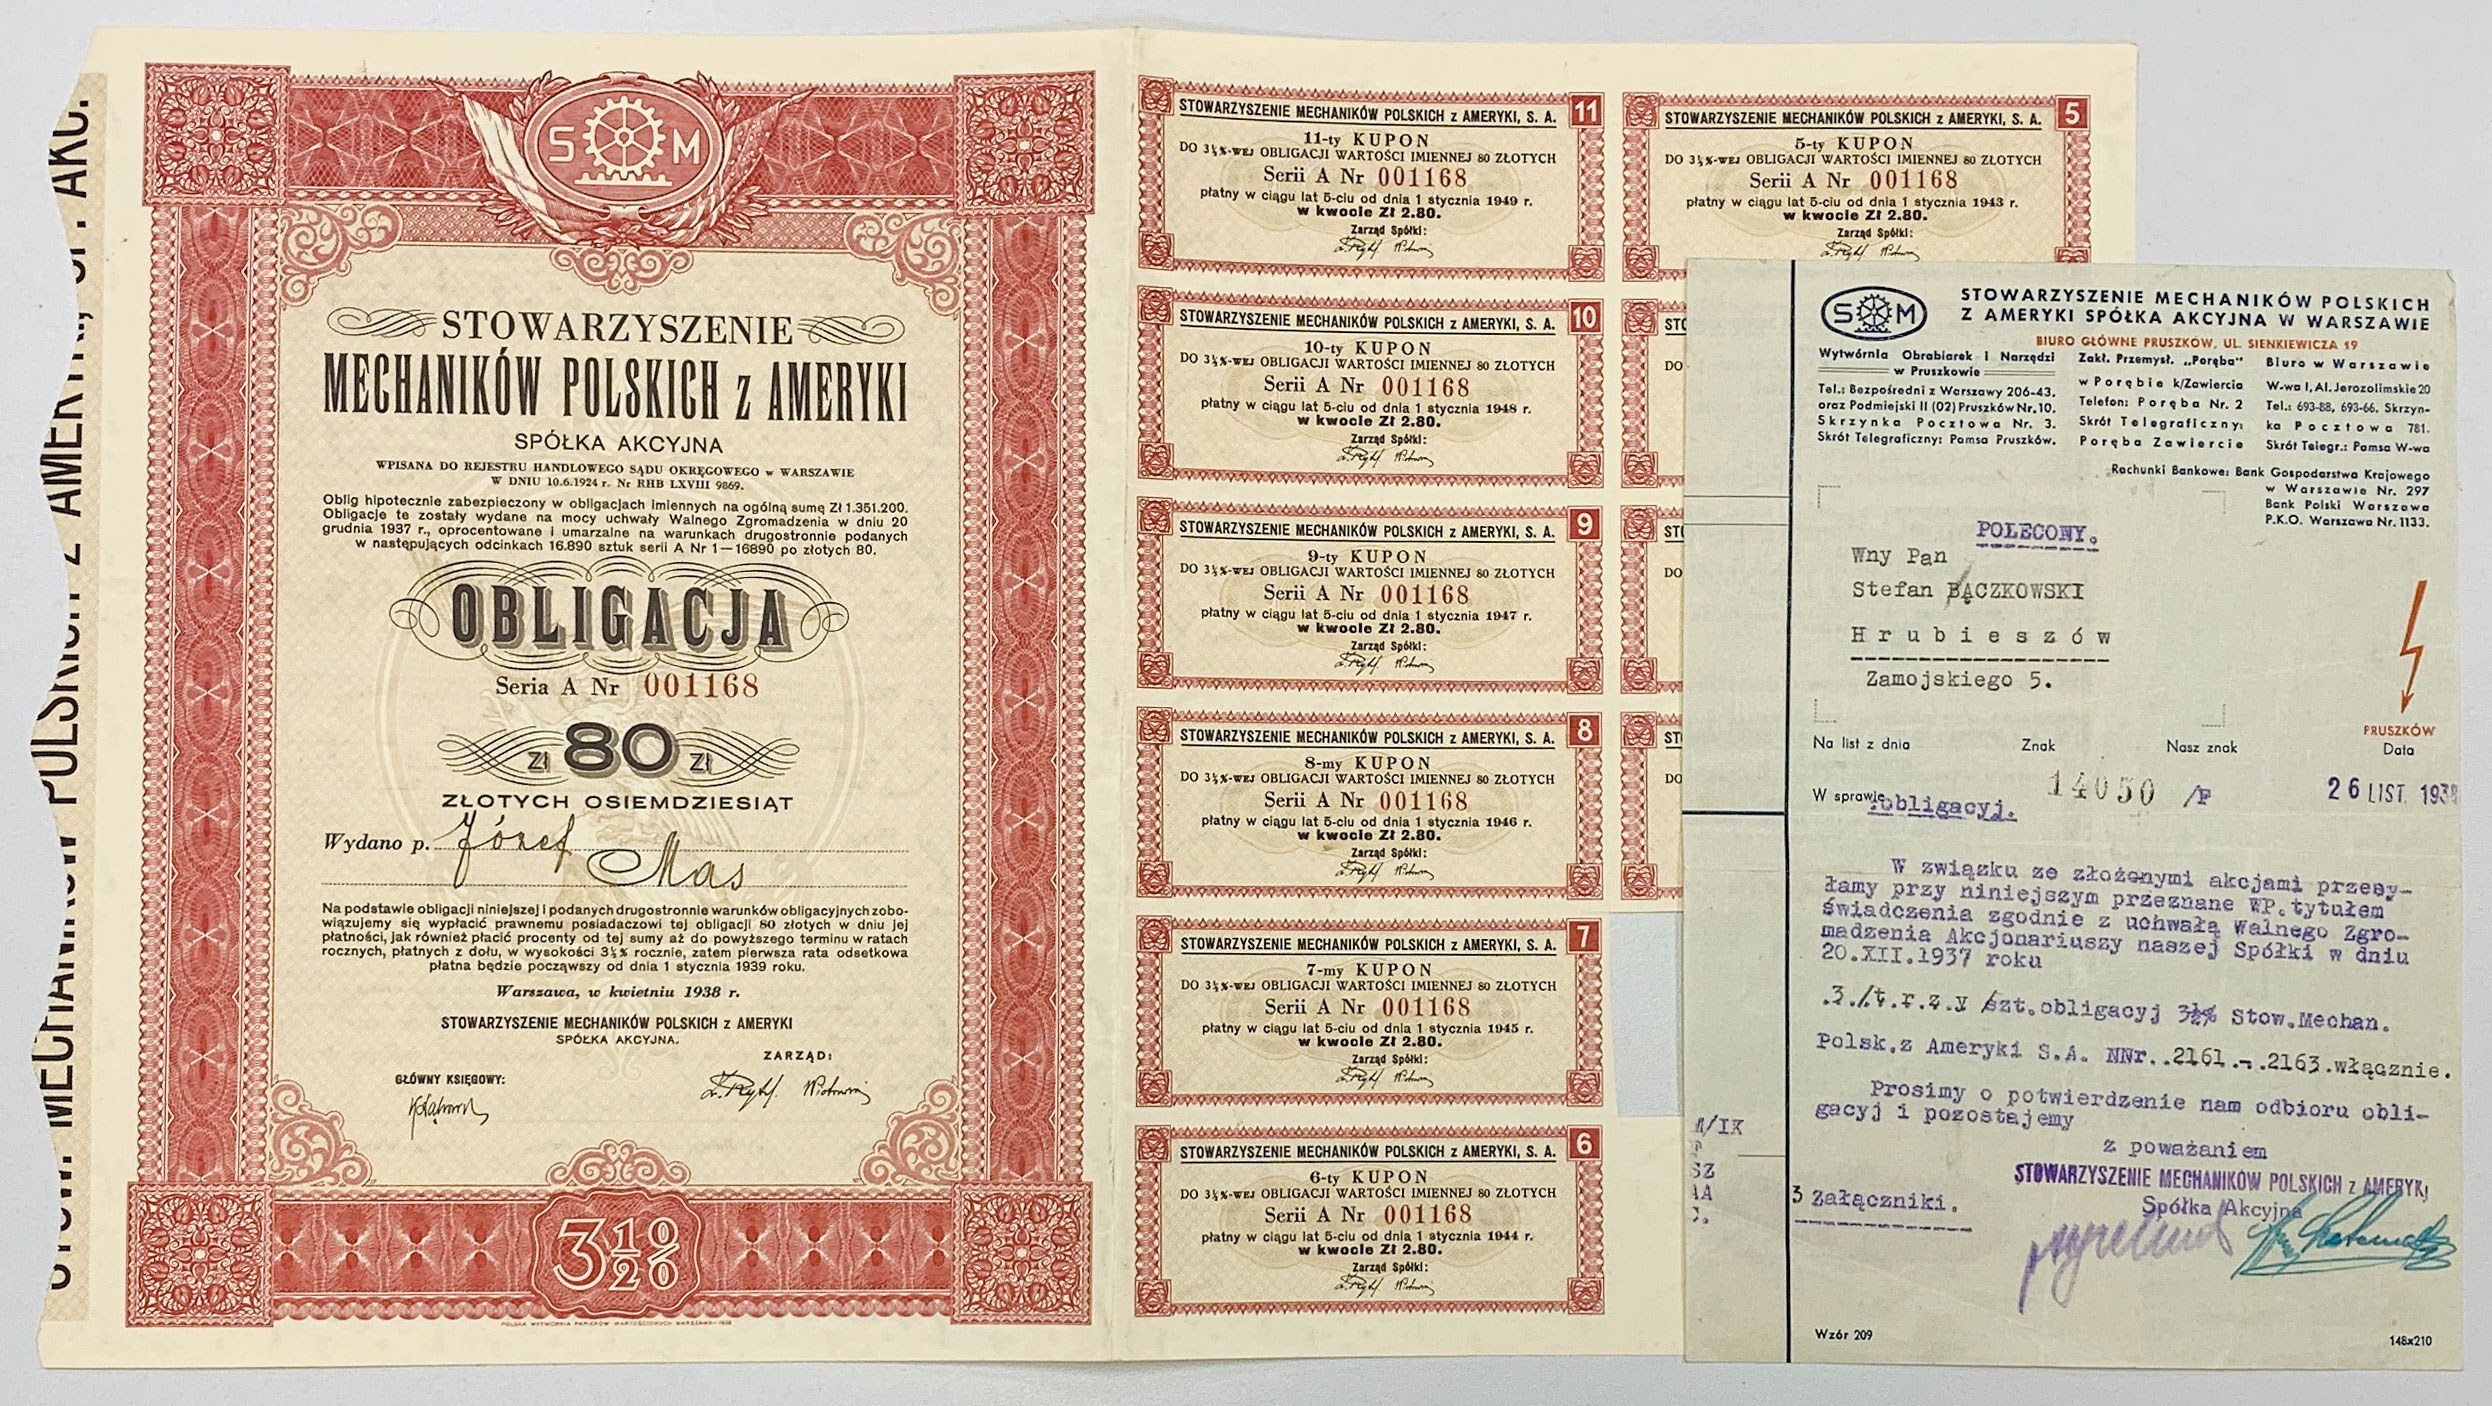 STOW. MECHANIKÓW POLSKICH Z AMERYKI, SP. AKC.
S M
STOWARZYSZENIE
MECHANIKÓW POLSKICH z AMERYKI
SPÓŁKA AKCYJNA
WPISANA DO REJESTRU HANDLOWEGO SĄDU OKRĘGOWEGO w WARSZAWIE
W DNIU 10.6.1924 r. Nr RHB LXVIII 9869.
Oblig hipotecznie zabezpieczony w obligacjach imiennych na ogólną sumę Zł 1.351.200.
Obligacje te zostały wydane na mocy uchwały Walnego Zgromadzenia w dniu 20
grudnia 1937 r., oprocentowane i umarzalne na warunkach drugostronnie podanych
w następujących odcinkach 16.890 sztuk serii A Nr 1—16890 po złotych 80.
OBLIGACJA
Seria A Nr 001168
Zł 80 Zł
ZŁOTYCH OSIEMDZIESIĄT
Wydano p. Józef
Mas
Na podstawie obligacji niniejszej i podanych drugostronnie warunków obligacyjnych zobo-
wiązujemy się wypłacić prawnemu posiadaczowi tej obligacji 80 złotych w dniu jej
płatności, jak również płacić procenty od tej sumy aż do powyższego terminu w ratach
rocznych, płatnych z dołu, w wysokości 3½% rocznie, zatem pierwsza rata odsetkowa
płatna będzie począwszy od dnia 1 stycznia 1939 roku.
Warszawa, w kwietniu 1938 r.
STOWARZYSZENIE MECHANIKÓW POLSKICH z AMERYKI
SPÓŁKA AKCYJNA.
ZARZĄD:
GŁÓWNY KSIĘGOWY:
3½%
POLSKA WYTWÓRNIA PAPIERÓW WARTOŚCIOWYCH WARSZAWA—1938
STOWARZYSZENIE MECHANIKÓW POLSKICH z AMERYKI, S. A. 11
11-ty KUPON
DO 3½%-WEJ OBLIGACJI WARTOŚCI IMIENNEJ 80 ZŁOTYCH
Serii A Nr 001168
płatny w ciągu lat 5-ciu od dnia 1 stycznia 1949 r.
w kwocie Zł 2.80.
Zarząd Spółki:
STOWARZYSZENIE MECHANIKÓW POLSKICH z AMERYKI, S. A. 10
10-ty KUPON
DO 3½%-WEJ OBLIGACJI WARTOŚCI IMIENNEJ 80 ZŁOTYCH
Serii A Nr 001168
płatny w ciągu lat 5-ciu od dnia 1 stycznia 1948 r.
w kwocie Zł 2.80.
Zarząd Spółki:
STOWARZYSZENIE MECHANIKÓW POLSKICH z AMERYKI, S. A. 9
9-ty KUPON
DO 3½%-WEJ OBLIGACJI WARTOŚCI IMIENNEJ 80 ZŁOTYCH
Serii A Nr 001168
płatny w ciągu lat 5-ciu od dnia 1 stycznia 1947 r.
w kwocie Zł 2.80.
Zarząd Spółki:
STOWARZYSZENIE MECHANIKÓW POLSKICH z AMERYKI, S. A. 8
8-my KUPON
DO 3½%-WEJ OBLIGACJI WARTOŚCI IMIENNEJ 80 ZŁOTYCH
Serii A Nr 001168
płatny w ciągu lat 5-ciu od dnia 1 stycznia 1946 r.
w kwocie Zł 2.80.
Zarząd Spółki:
STOWARZYSZENIE MECHANIKÓW POLSKICH z AMERYKI, S. A. 7
7-my KUPON
DO 3½%-WEJ OBLIGACJI WARTOŚCI IMIENNEJ 80 ZŁOTYCH
Serii A Nr 001168
płatny w ciągu lat 5-ciu od dnia 1 stycznia 1945 r.
w kwocie Zł 2.80.
Zarząd Spółki:
STOWARZYSZENIE MECHANIKÓW POLSKICH z AMERYKI, S. A. 6
6-ty KUPON
DO 3½%-WEJ OBLIGACJI WARTOŚCI IMIENNEJ 80 ZŁOTYCH
Serii A Nr 001168
płatny w ciągu lat 5-ciu od dnia 1 stycznia 1944 r.
w kwocie Zł 2.80.
Zarząd Spółki:
STOWARZYSZENIE MECHANIKÓW POLSKICH z AMERYKI, S. A. 5
5-ty KUPON
DO 3½%-WEJ OBLIGACJI WARTOŚCI IMIENNEJ 80 ZŁOTYCH
Serii A Nr 001168
płatny w ciągu lat 5-ciu od dnia 1 stycznia 1943 r.
w kwocie Zł 2.80.
Zarząd Spółki:
ST
DO
DO
ST
DO
S M
STOWARZYSZENIE MECHANIKÓW POLSKICH
Z AMERYKI SPÓŁKA AKCYJNA W WARSZAWIE
BIURO GŁÓWNE PRUSZKÓW, UL. SIENKIEWICZA 19
Wytwórnia Obrabiarek i Narzędzi
w Pruszkowie
Tel.: Bezpośredni z Warszawy 206-43.
oraz Podmiejski II (02) Pruszków Nr. 10.
Skrzynka Pocztowa Nr. 3.
Skrót Telegraficzny: Pamsa Pruszków.
Zakł. Przemysł. „Poręba"
w Porębie k/Zawiercia
Telefon: Poręba Nr. 2
Skrót Telegraficzny:
Poręba Zawiercie
Biuro w Warszawie
W-wa I, Al. Jerozolimskie 20
Tel.: 693-88, 693-66. Skrzyn-
ka Pocztowa 781.
Skrót Telegr.: Pamsa W-wa
Rachunki Bankowe: Bank Gospodarstwa Krajowego
w Warszawie Nr. 297
Bank Polski Warszawa
P.K.O. Warszawa Nr. 1133.
POLECONY.
Wny Pan
Stefan BĄCZKOWSKI
Hrubieszów
Zamojskiego 5.
PRUSZKÓW
Na list z dnia Znak Nasz znak Data
14050 /F 26 LIST. 1938
W sprawie obligacyj.
W związku ze złożonymi akcjami przesy-
łamy przy niniejszym przeznane WP. tytułem
świadczenia zgodnie z uchwałą Walnego Zgro-
madzenia Akcjonariuszy naszej Spółki w dniu
20.XII.1937 roku
.3./.t.r.z.y /szt.obligacyj 3½% Stow.Mechan.
Polsk.z Ameryki S.A. NNr..2161.-.2163.włącznie.
Prosimy o potwierdzenie nam odbioru obli-
gacyj i pozostajemy
z poważaniem
STOWARZYSZENIE MECHANIKÓW POLSKICH z AMERYKI
Spółka Akcyjna
M/IK
SZ
AA
3 załączniki.
Wzór 209
148x210